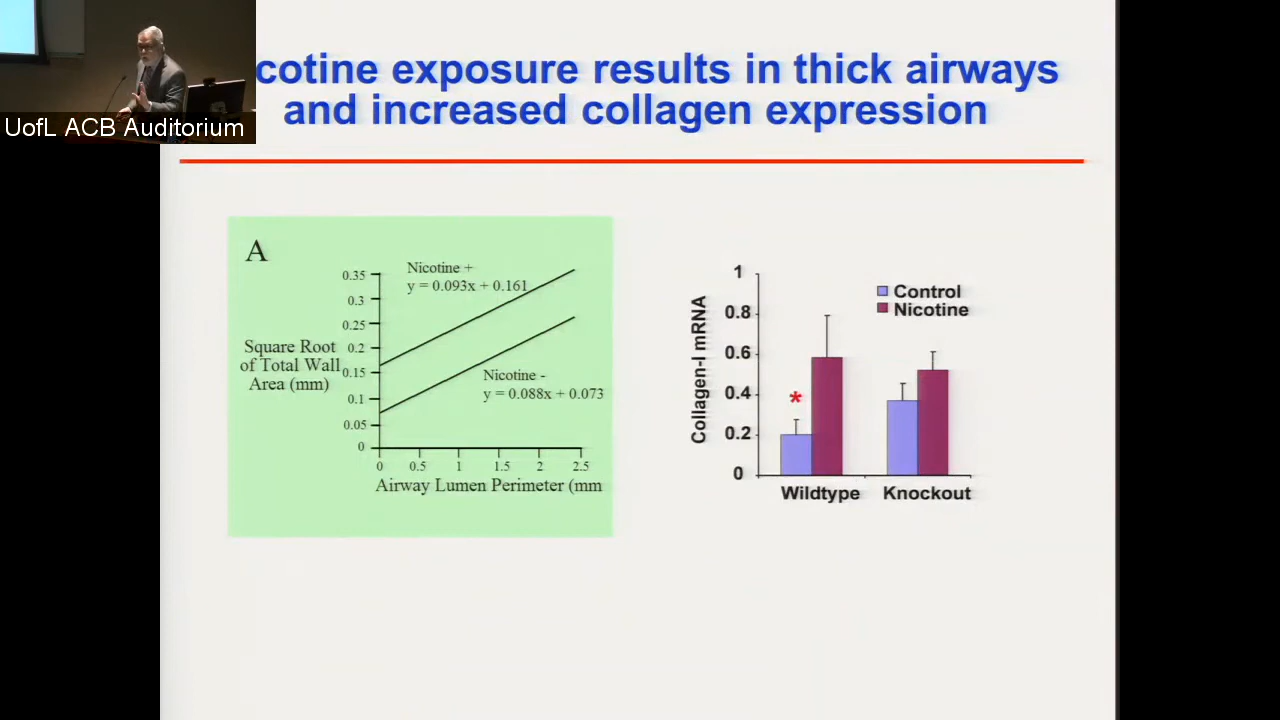 cotine exposure results in thick airways
and increased collagen expression
UofL ACB Auditorium
A
Nicotine +
y = 0.093x + 0.161
Nicotine -
y = 0.088x + 0.073
Square Root
of Total Wall
Area (mm)
0.35
0.3
0.25
0.2
0.15
0.1
0.05
0
0 0.5 1 1.5 2 2.5
Airway Lumen Perimeter (mm
Collagen-I mRNA
1
0.8
0.6
0.4
0.2
0
Control
Nicotine
*
Wildtype Knockout